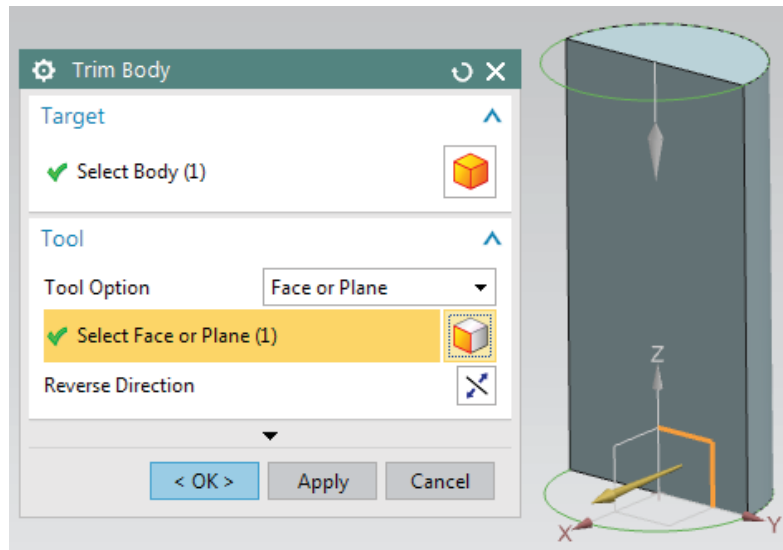 Trim Body
Target
Select Body (1)
Tool
Tool Option
Face or Plane
Select Face or Plane (1)
Reverse Direction
< OK >
Apply
Cancel
Z
X
Y